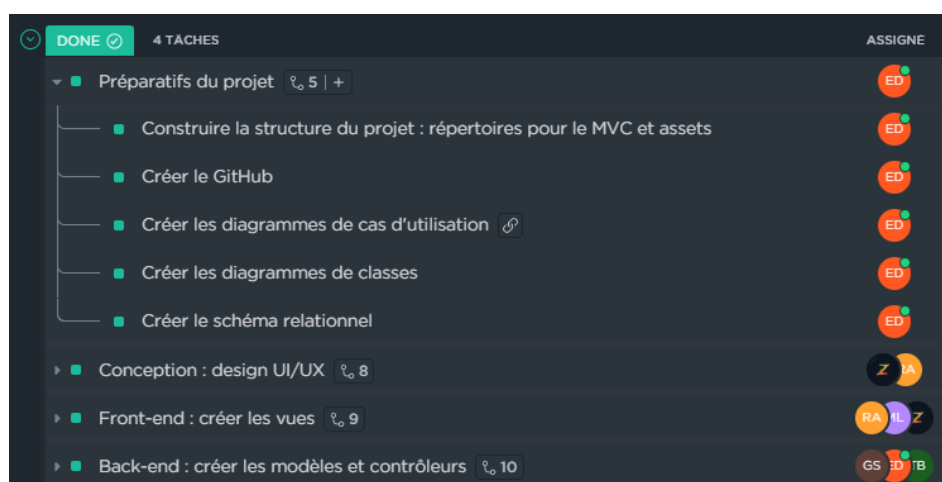 DONE 4 TÂCHES ASSIGNÉ
Préparatifs du projet 5 | + ED
Construire la structure du projet : répertoires pour le MVC et assets ED
Créer le GitHub ED
Créer les diagrammes de cas d'utilisation ED
Créer les diagrammes de classes ED
Créer le schéma relationnel ED
Conception : design UI/UX 8 Z RA
Front-end : créer les vues 9 RA ML Z
Back-end : créer les modèles et contrôleurs 10 GS ED TB